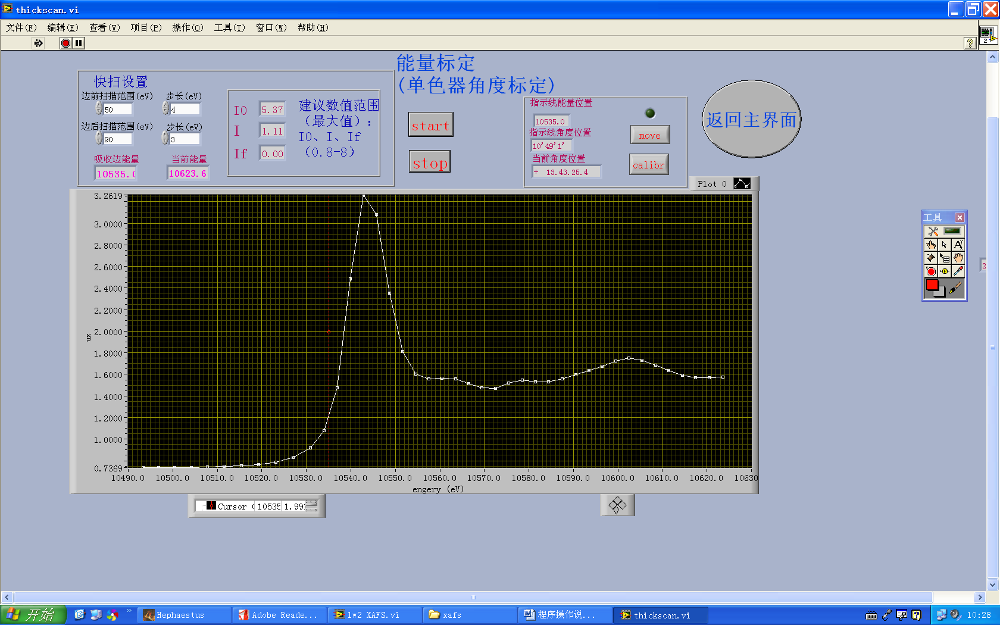 thickscan.vi
文件(F) 编辑(E) 查看(V) 项目(P) 操作(O) 工具(T) 窗口(W) 帮助(H)
2
?
能量标定
(单色器角度标定)
快扫设置
边前扫描范围(eV) 步长(eV)
50 4
边后扫描范围(eV) 步长(eV)
90 3
吸收边能量 当前能量
10535.0 10623.6
I0 5.37
I 1.11
If 0.00
建议数值范围
(最大值):
I0、I、If
(0.8-8)
start
stop
指示线能量位置
10535.0
指示线角度位置
10'49'1'
当前角度位置
+ 13.43.25.4
move
calibr
返回主界面
Plot 0
3.2619
3.0000
2.8000
2.6000
2.4000
2.2000
2.0000
1.8000
1.6000
1.4000
1.2000
1.0000
0.7369
ux
10490.0 10500.0 10510.0 10520.0 10530.0 10540.0 10550.0 10560.0 10570.0 10580.0 10590.0 10600.0 10610.0 10620.0 10630
engery (eV)
Cursor 10535 1.99
工具
2
开始
Hephaestus
Adobe Reade...
1w2 XAFS.vi
xafs
程序操作说...
thickscan.vi
10:28